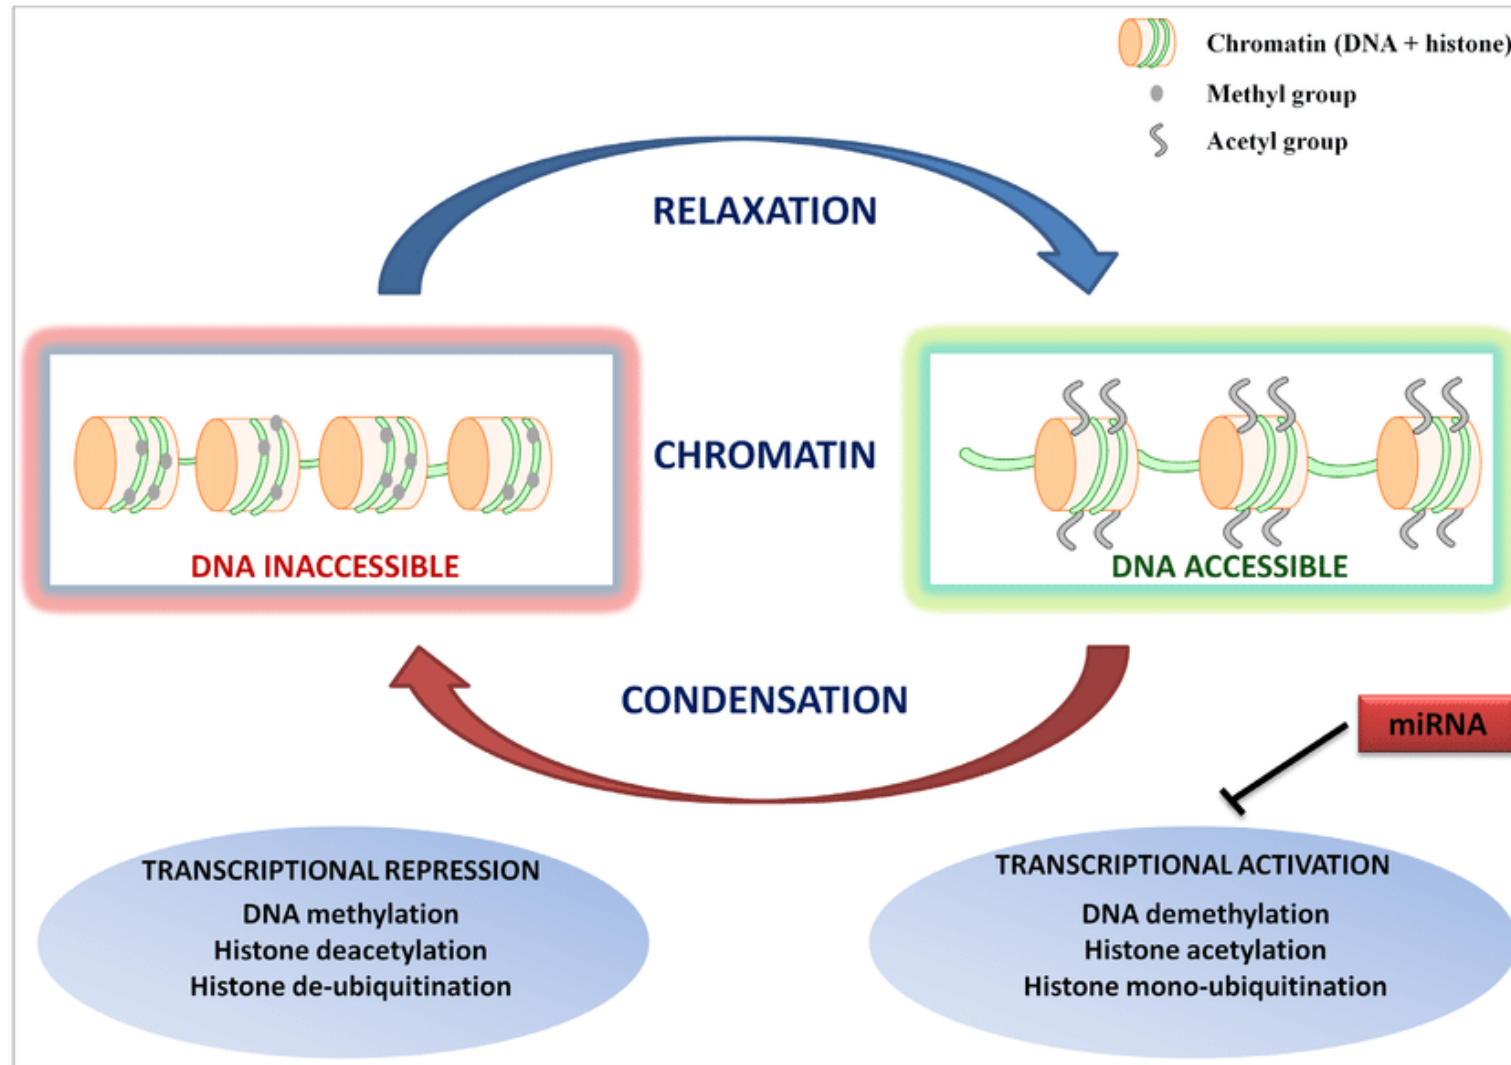 Chromatin (DNA + histone)
Methyl group
Acetyl group
RELAXATION
CHROMATIN
DNA INACCESSIBLE
DNA ACCESSIBLE
CONDENSATION
miRNA
TRANSCRIPTIONAL REPRESSION
DNA methylation
Histone deacetylation
Histone de-ubiquitination
TRANSCRIPTIONAL ACTIVATION
DNA demethylation
Histone acetylation
Histone mono-ubiquitination